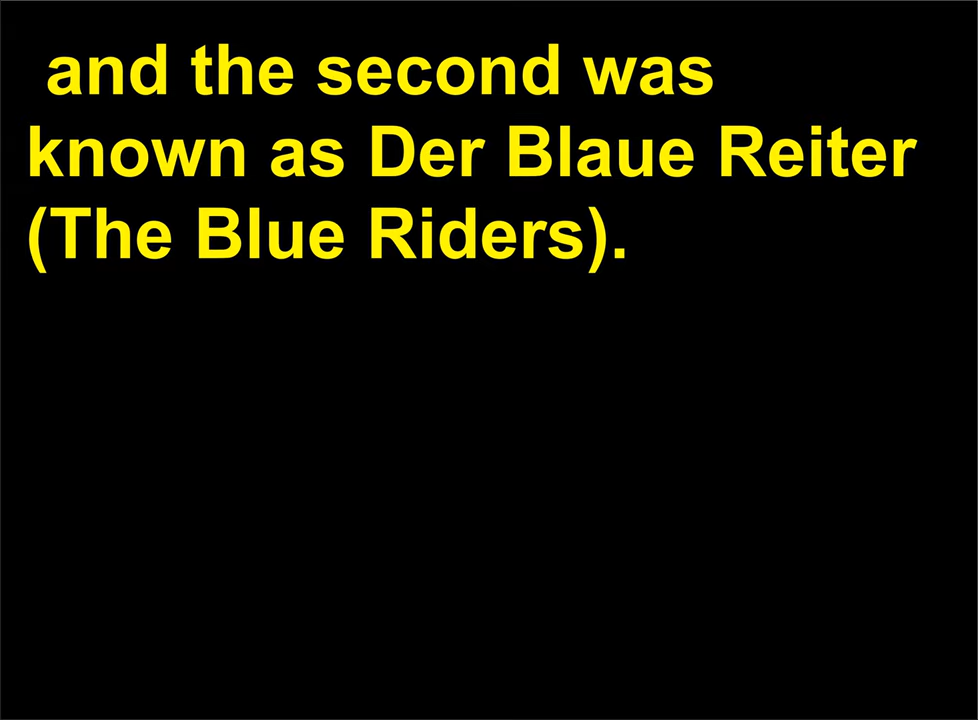 and the second was
known as Der Blaue Reiter
(The Blue Riders).